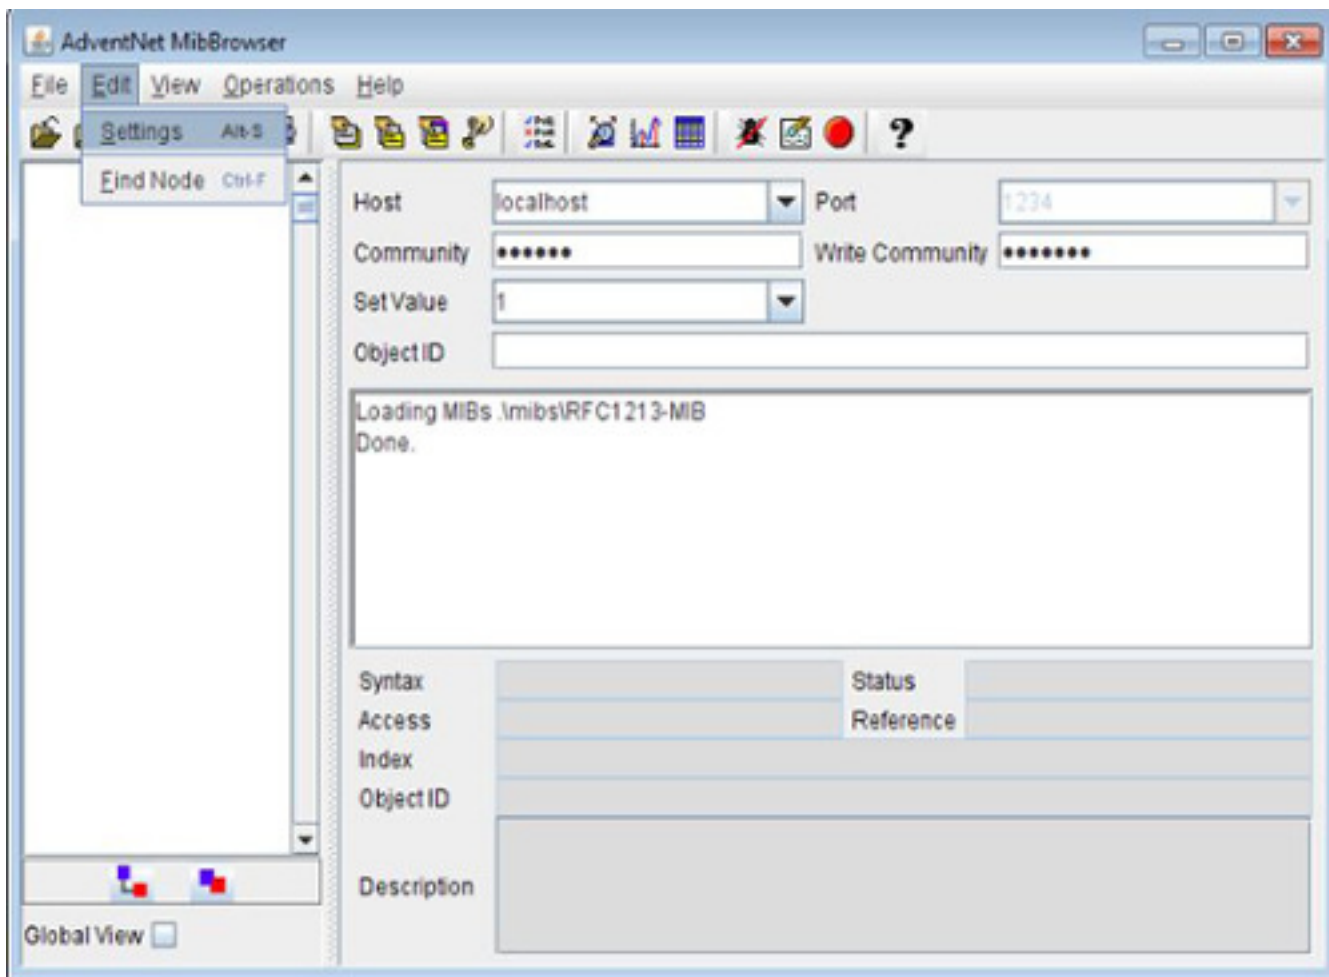 AdventNet MibBrowser
File Edit View Operations Help
Settings Alt-S
Find Node Ctrl-F
Host localhost Port 1234
Community •••••• Write Community •••••••
Set Value 1
Object ID
Loading MIBs .\mibs\RFC1213-MIB
Done.
Syntax Status
Access Reference
Index
Object ID
Description
Global View